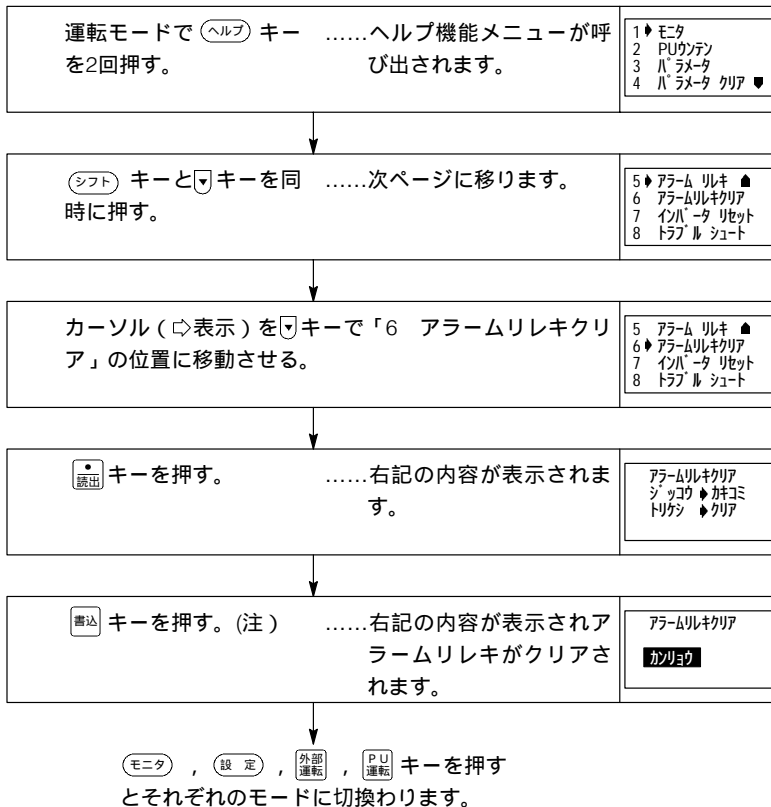 運転モードで ヘルプ キー ……ヘルプ機能メニューが呼
を2回押す。 び出されます。
1 モニタ
2 PUウンテン
3 パラメータ
4 パラメータ クリア
シフト キーと▼キーを同 ……次ページに移ります。
時に押す。
5 アラーム リレキ
6 アラームリレキクリア
7 インバータ リセット
8 トラブル シュート
カーソル(⇨表示)を▼キーで「6 アラームリレキクリ
ア」の位置に移動させる。
5 アラーム リレキ
6 アラームリレキクリア
7 インバータ リセット
8 トラブル シュート
読出 キーを押す。 ……右記の内容が表示されま
す。
アラームリレキクリア
ジッコウ カキコミ
トリケシ クリア
書込 キーを押す。(注) ……右記の内容が表示されア
ラームリレキがクリアさ
れます。
アラームリレキクリア
カンリョウ
モニタ , 設 定 , 外部運転 , PU運転 キーを押す
とそれぞれのモードに切換わります。